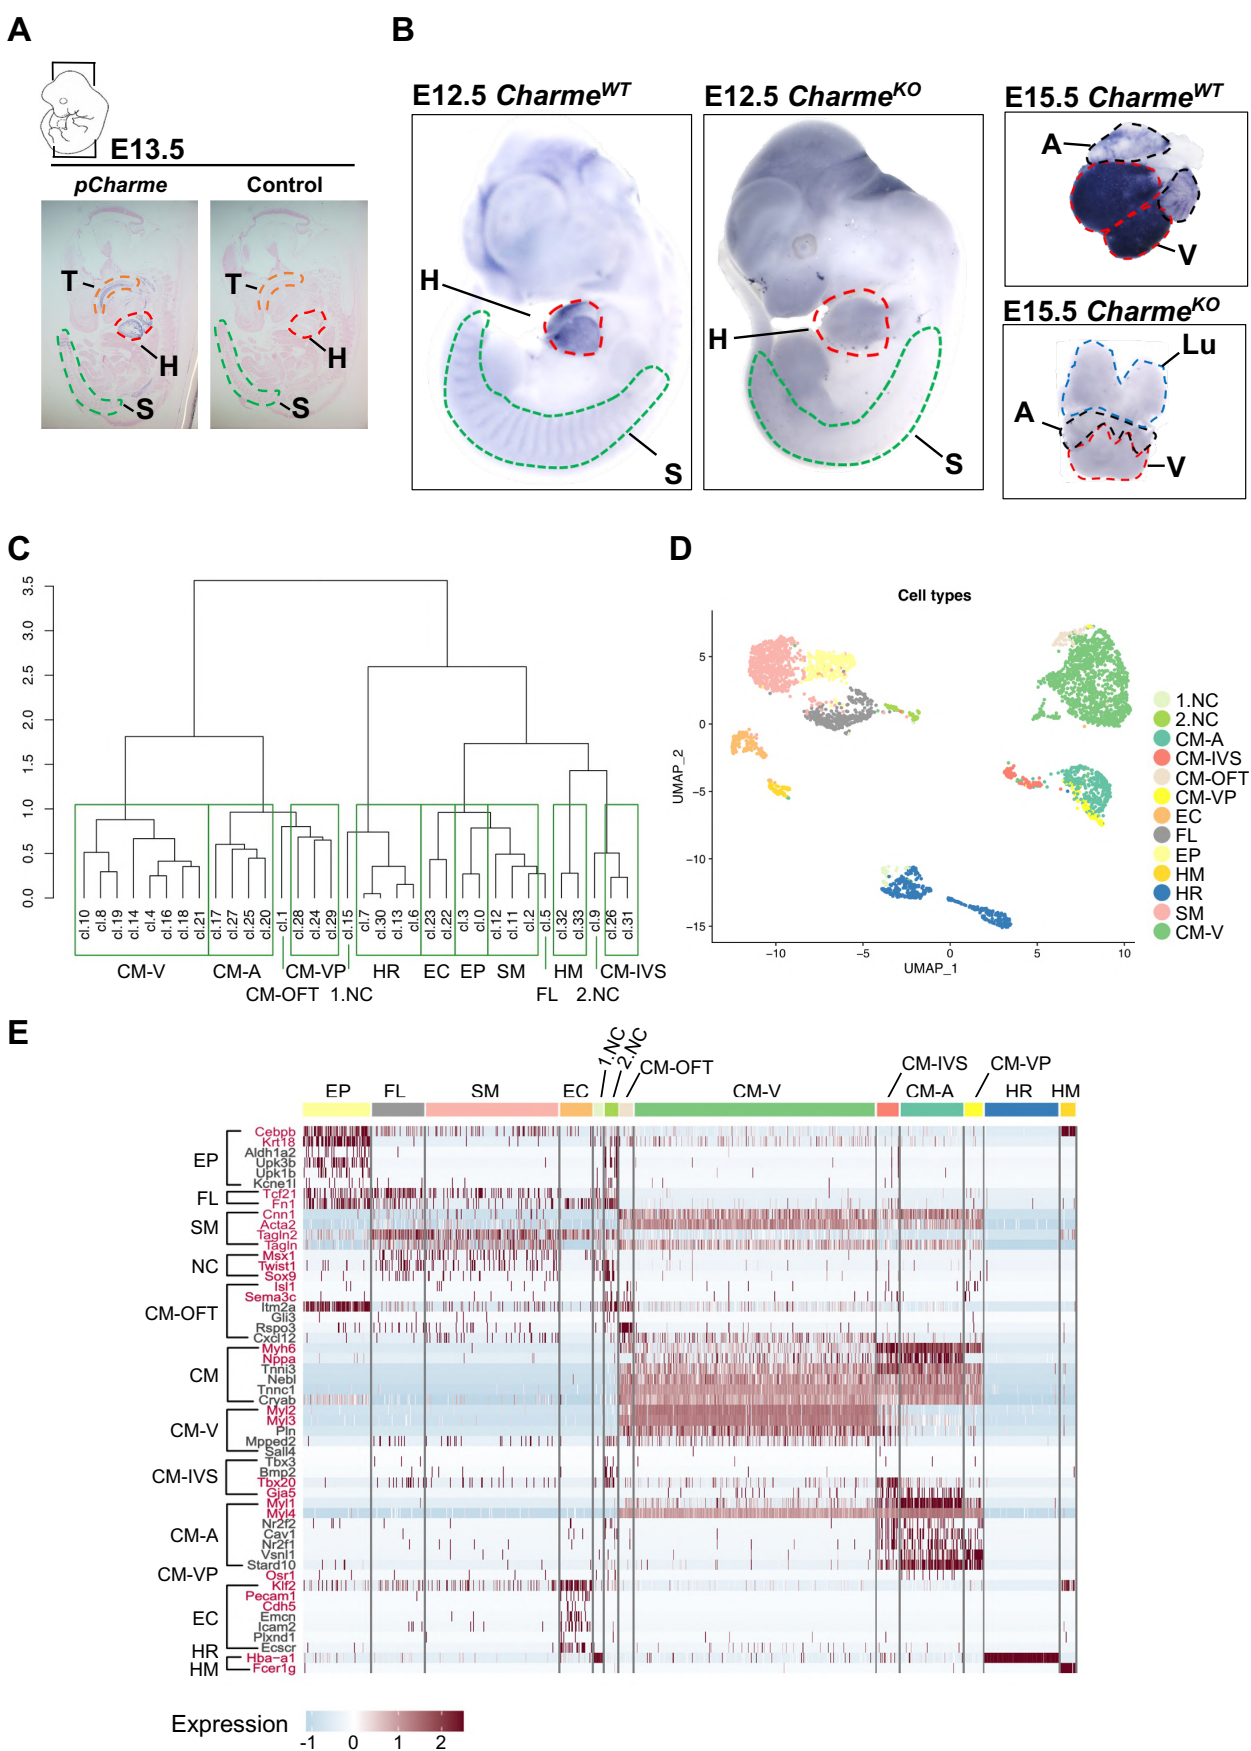 A
B
E13.5
pCharme
Control
T
H
S
T
H
S
E12.5 CharmeWT
E12.5 CharmeKO
E15.5 CharmeWT
H
S
H
S
A
V
E15.5 CharmeKO
Lu
A
V
C
D
3.5
3.0
2.5
2.0
1.5
1.0
0.5
0.0
cl.10
cl.8
cl.19
cl.14
cl.4
cl.16
cl.18
cl.21
cl.17
cl.27
cl.25
cl.20
cl.1
cl.28
cl.24
cl.29
cl.15
cl.7
cl.30
cl.13
cl.6
cl.23
cl.22
cl.3
cl.0
cl.12
cl.11
cl.2
cl.5
cl.32
cl.33
cl.9
cl.26
cl.31
CM-V CM-A CM-VP HR EC EP SM HM CM-IVS
CM-OFT 1.NC FL 2.NC
Cell types
UMAP_2
5
0
−5
−10
−15
−10 −5 0 5 10
UMAP_1
1.NC
2.NC
CM-A
CM-IVS
CM-OFT
CM-VP
EC
FL
EP
HM
HR
SM
CM-V
E
1.NC
2.NC
CM-OFT
CM-IVS
CM-VP
EP FL SM EC CM-V CM-A HR HM
EP
Cebpb
Krt18
Aldh1a2
Upk3b
Upk1b
Kcne1l
FL
Tcf21
Fn1
SM
Cnn1
Acta2
Tagln2
Tagln
NC
Msx1
Twist1
Sox9
CM-OFT
Isl1
Sema3c
Itm2a
Gli3
Rspo3
Cxcl12
CM
Myh6
Nppa
Tnni3
Nebl
Tnnc1
Cryab
CM-V
Myl2
Myl3
Pln
Mpped2
Sall4
CM-IVS
Tbx3
Bmp2
Tbx20
Gja5
CM-A
Myl1
Myl4
Nr2f2
Cav1
Nr2f1
Vsnl1
Stard10
CM-VP
Osr1
EC
Klf2
Pecam1
Cdh5
Emcn
Icam2
Plxnd1
Ecscr
HR
Hba−a1
HM
Fcer1g
Expression
-1 0 1 2